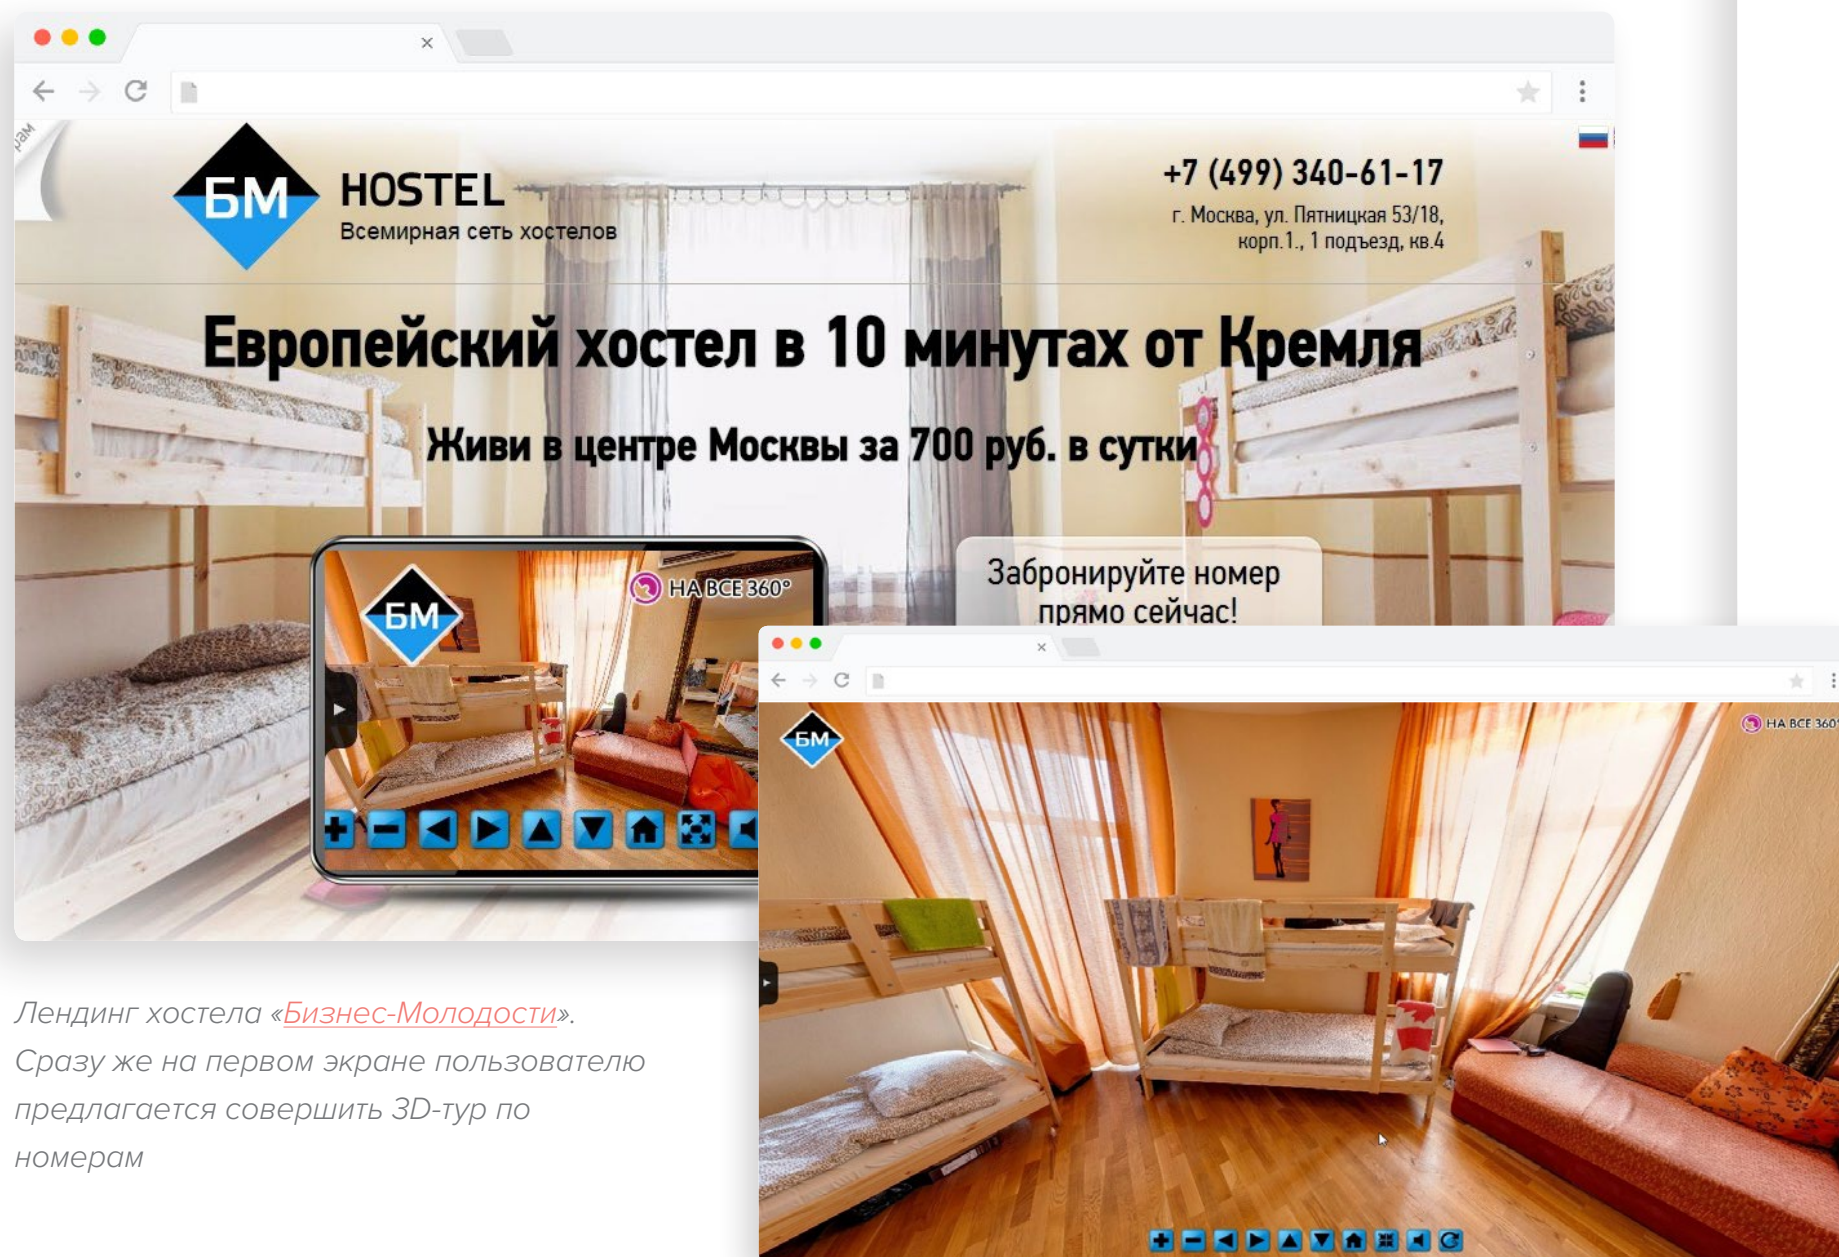 БМ
HOSTEL
Всемирная сеть хостелов
+7 (499) 340-61-17
г. Москва, ул. Пятницкая 53/18,
корп.1., 1 подъезд, кв.4
Европейский хостел в 10 минутах от Кремля
Живи в центре Москвы за 700 руб. в сутки
БМ
НА ВСЕ 360°
Забронируйте номер
прямо сейчас!
БМ
НА ВСЕ 360°
Лендинг хостела «Бизнес-Молодости».
Сразу же на первом экране пользователю
предлагается совершить 3D-тур по
номерам